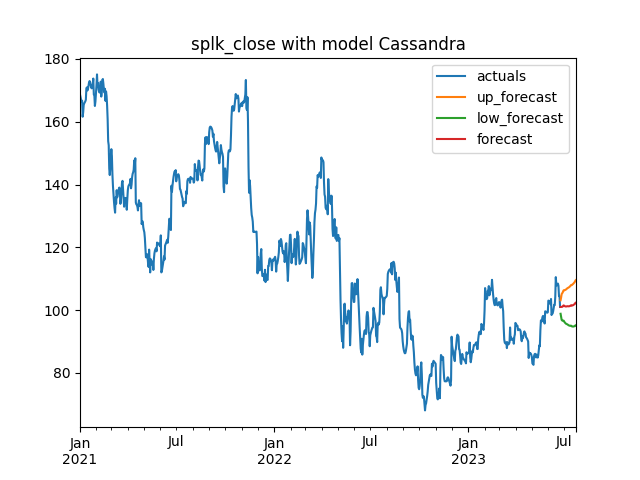 splk_close with model Cassandra
actuals
up_forecast
low_forecast
forecast
180
160
140
120
100
80
Jan Jul Jan Jul Jan Jul
2021 2022 2023